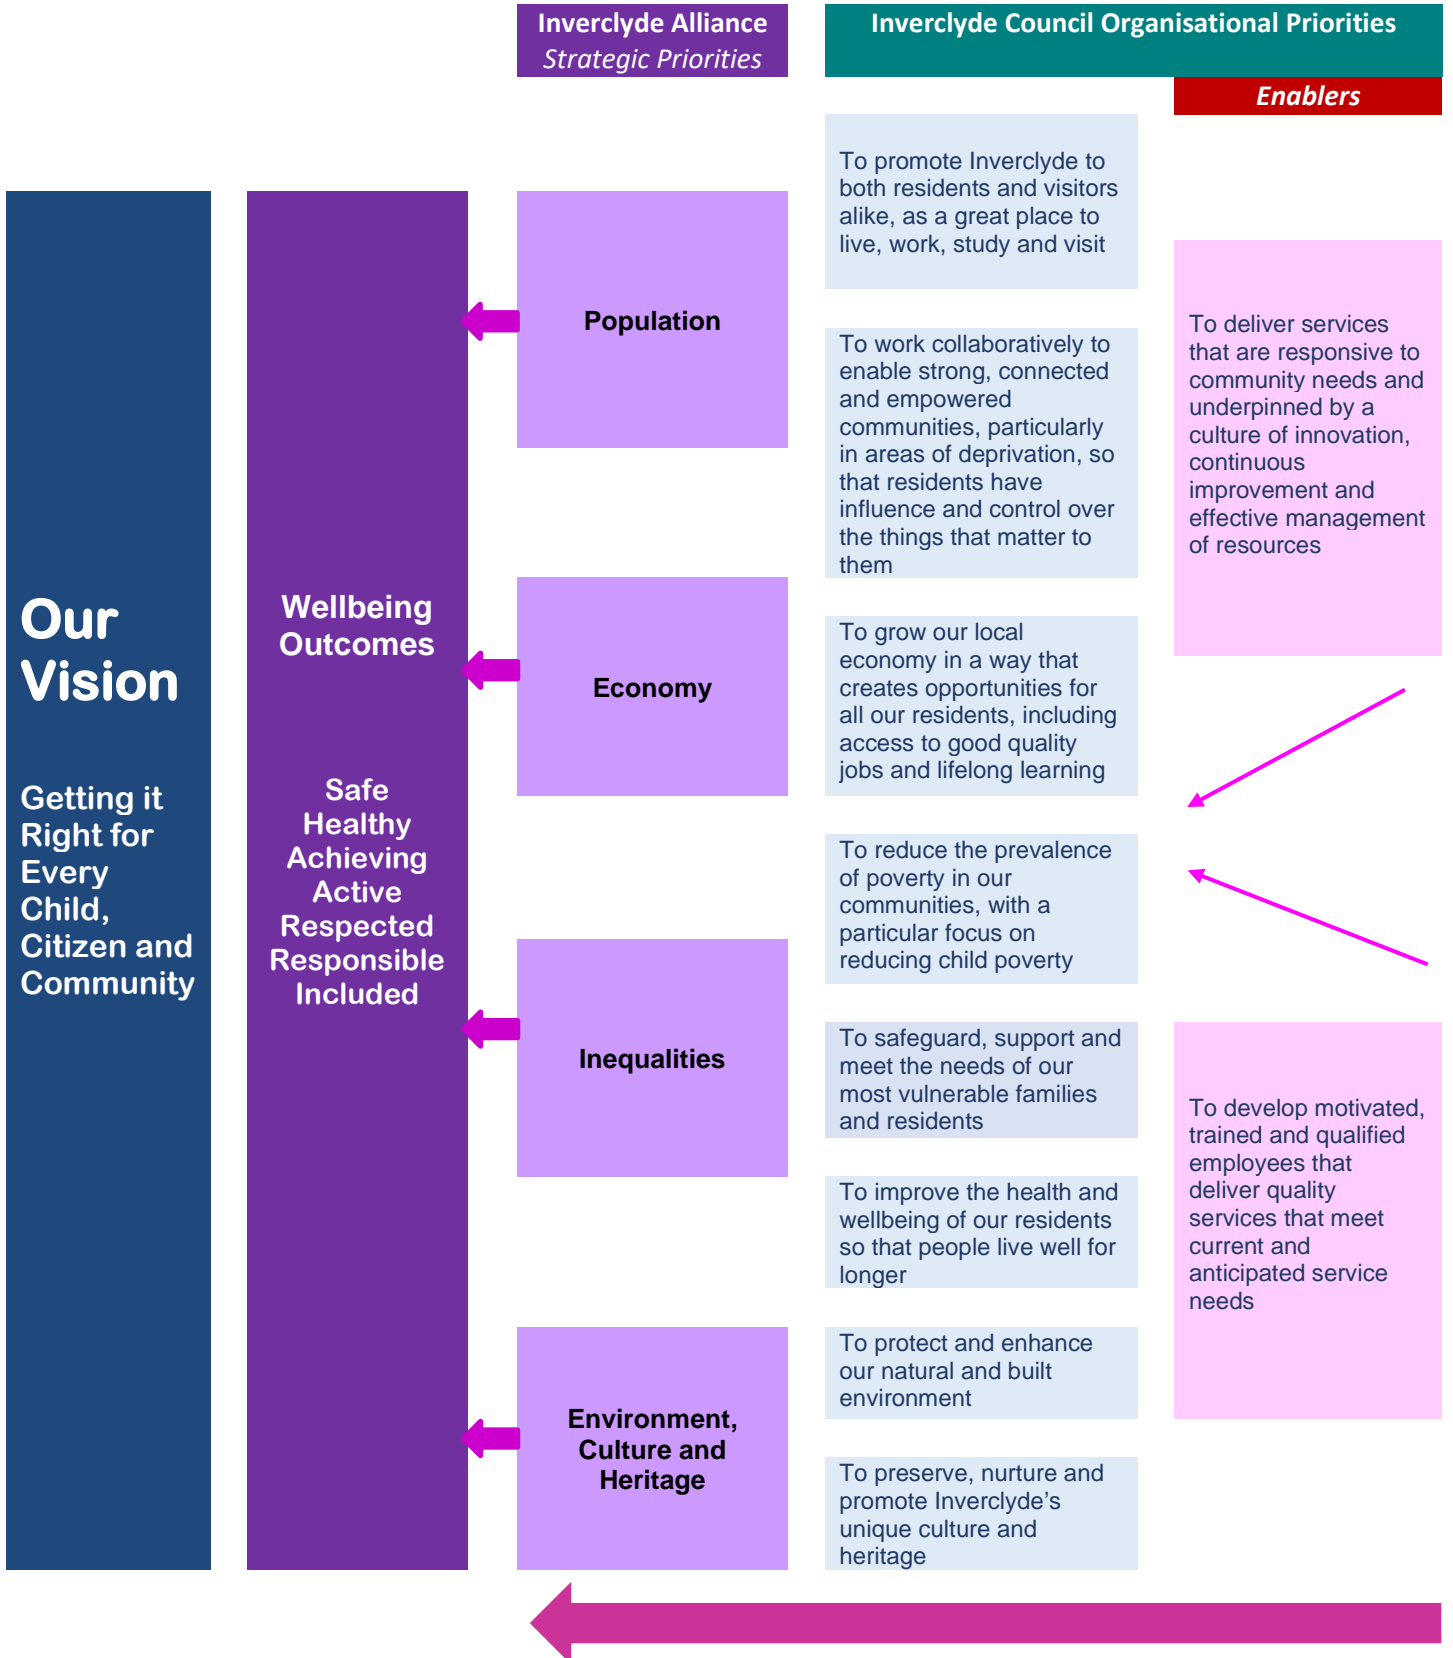 Inverclyde Alliance
Strategic Priorities
Inverclyde Council Organisational Priorities
Enablers
Our
Vision
Getting it
Right for
Every
Child,
Citizen and
Community
Wellbeing
Outcomes
Safe
Healthy
Achieving
Active
Respected
Responsible
Included
Population
Economy
Inequalities
Environment,
Culture and
Heritage
To promote Inverclyde to
both residents and visitors
alike, as a great place to
live, work, study and visit
To work collaboratively to
enable strong, connected
and empowered
communities, particularly
in areas of deprivation, so
that residents have
influence and control over
the things that matter to
them
To grow our local
economy in a way that
creates opportunities for
all our residents, including
access to good quality
jobs and lifelong learning
To reduce the prevalence
of poverty in our
communities, with a
particular focus on
reducing child poverty
To safeguard, support and
meet the needs of our
most vulnerable families
and residents
To improve the health and
wellbeing of our residents
so that people live well for
longer
To protect and enhance
our natural and built
environment
To preserve, nurture and
promote Inverclyde’s
unique culture and
heritage
To deliver services
that are responsive to
community needs and
underpinned by a
culture of innovation,
continuous
improvement and
effective management
of resources
To develop motivated,
trained and qualified
employees that
deliver quality
services that meet
current and
anticipated service
needs